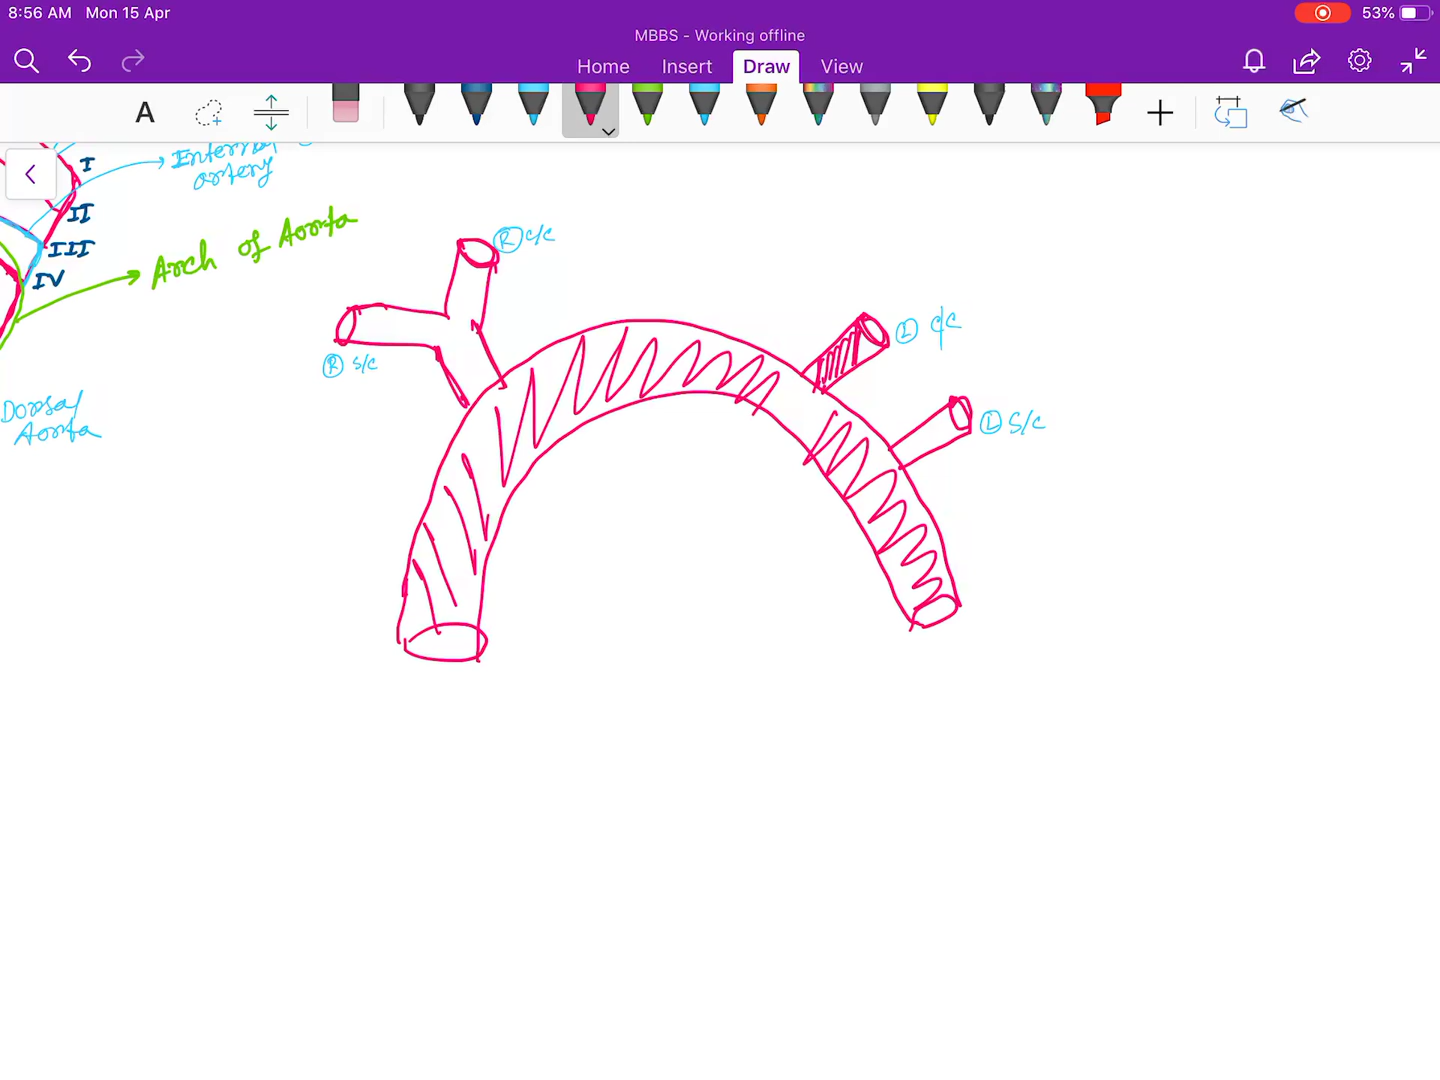 8:56 AM Mon 15 Apr
53%
MBBS - Working offline
Home Insert Draw View
A
I
Internal
artery
II
III
IV
Arch of Aorta
Dorsal
Aorta
R C/C
R S/C
L C/C
L S/C